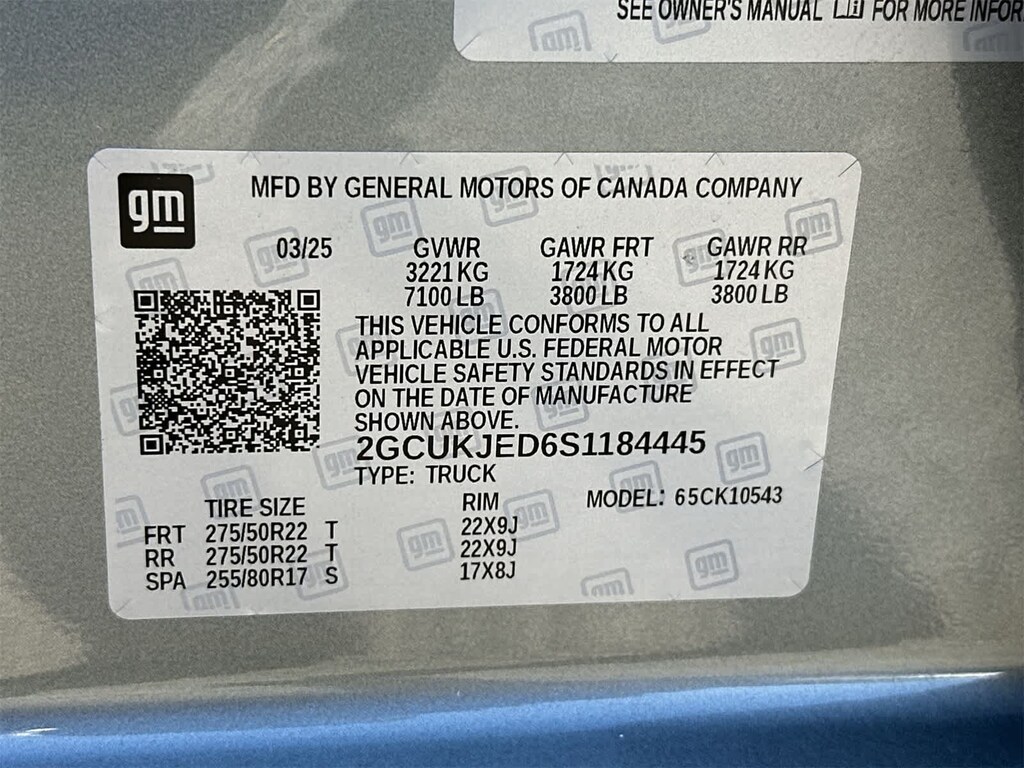 SEE OWNER'S MANUAL FOR MORE INFOR
gm
MFD BY GENERAL MOTORS OF CANADA COMPANY
03/25 GVWR GAWR FRT GAWR RR
3221 KG 1724 KG 1724 KG
7100 LB 3800 LB 3800 LB
THIS VEHICLE CONFORMS TO ALL
APPLICABLE U.S. FEDERAL MOTOR
VEHICLE SAFETY STANDARDS IN EFFECT
ON THE DATE OF MANUFACTURE
SHOWN ABOVE.
2GCUKJED6S1184445
TYPE: TRUCK
TIRE SIZE RIM MODEL: 65CK10543
FRT 275/50R22 T 22X9J
RR 275/50R22 T 22X9J
SPA 255/80R17 S 17X8J